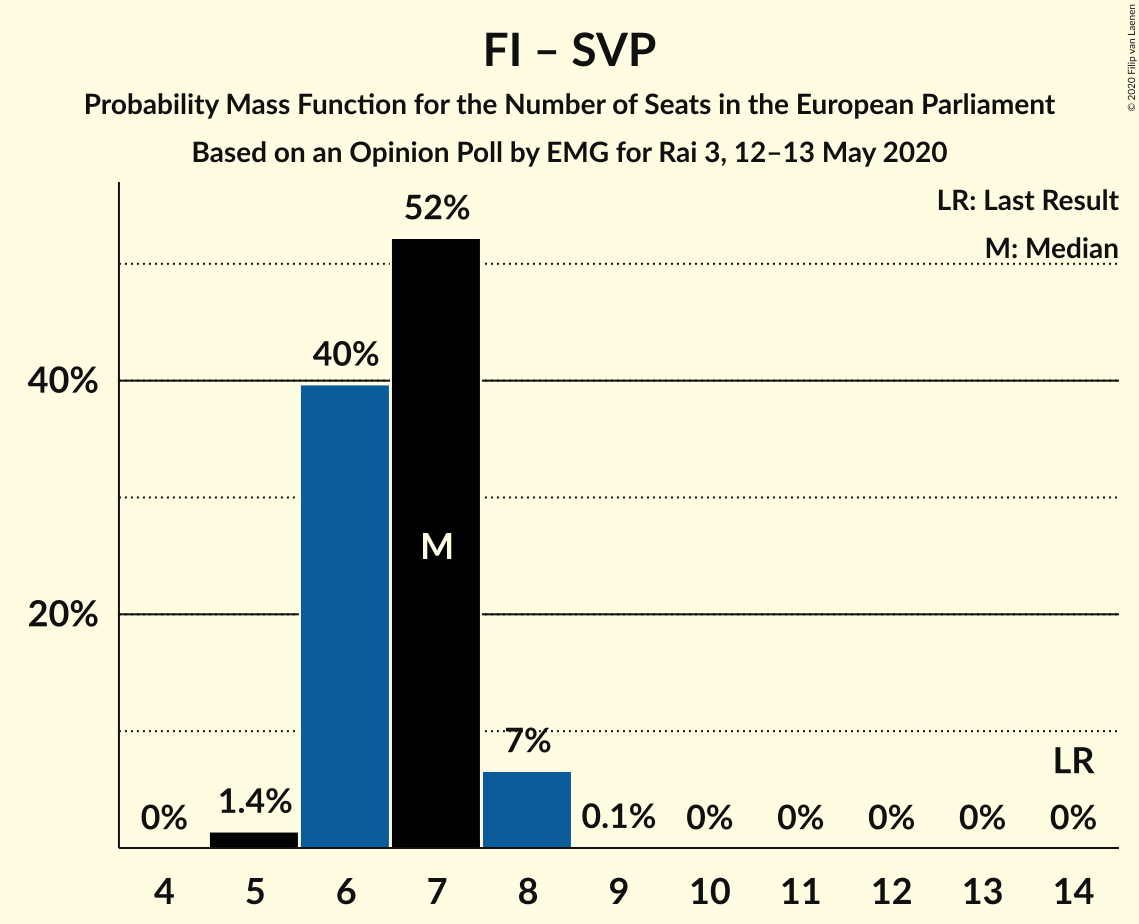 FI – SVP
Probability Mass Function for the Number of Seats in the European Parliament
Based on an Opinion Poll by EMG for Rai 3, 12–13 May 2020
© 2020 Filip van Laenen
LR: Last Result
M: Median
52%
40%
40%
M
20%
7%
LR
0%
1.4%
0.1%
0%
0%
0%
0%
0%
4 5 6 7 8 9 10 11 12 13 14